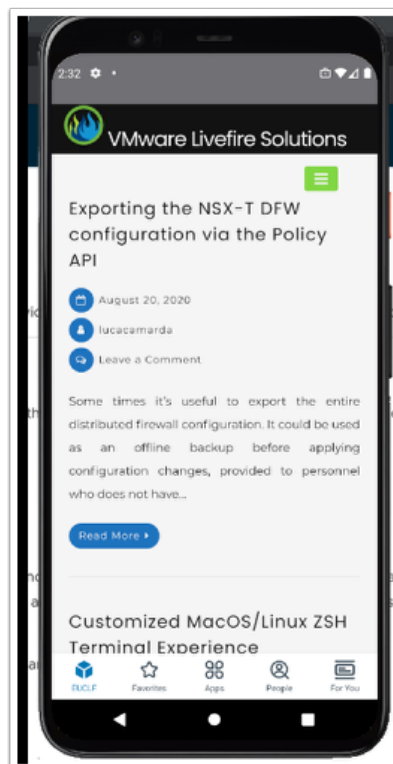 2:32
VMware Livefire Solutions
Exporting the NSX-T DFW
configuration via the Policy
API
August 20, 2020
lucacamarda
Leave a Comment
Some times it's useful to export the entire
distributed firewall configuration. It could be used
as an offline backup before applying
configuration changes, provided to personnel
who does not have...
Read More
Customized MacOS/Linux ZSH
Terminal Experience
EUCLF
Favorites
Apps
People
For You